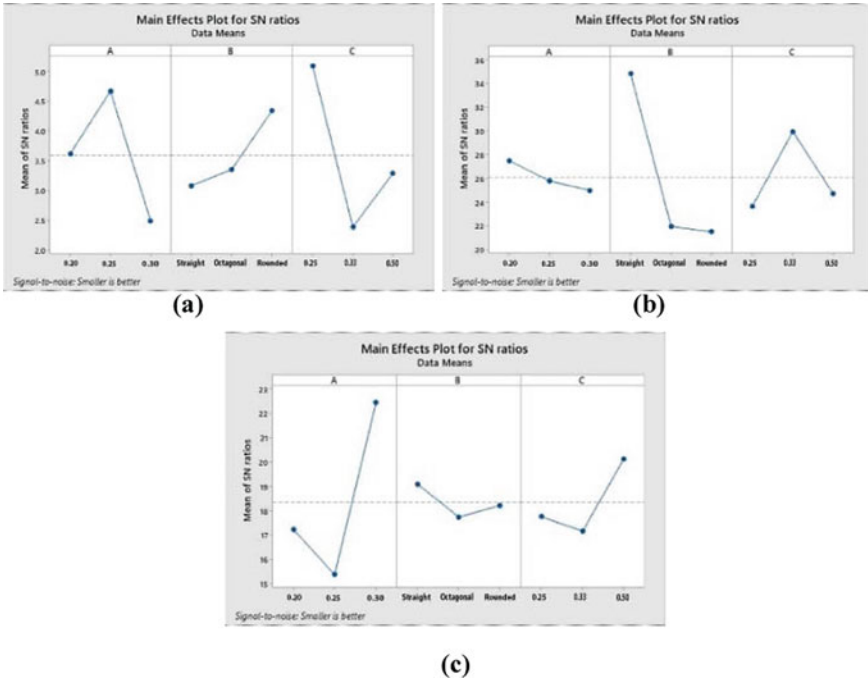 Main Effects Plot for SN ratios
Data Means
A B C
Mean of SN ratios
5.0
4.5
4.0
3.5
3.0
2.5
2.0
0.20 0.25 0.30 Straight Octagonal Rounded 0.25 0.33 0.50
Signal-to-noise: Smaller is better
(a)
Main Effects Plot for SN ratios
Data Means
A B C
Mean of SN ratios
36
34
32
30
28
26
24
22
20
0.20 0.25 0.30 Straight Octagonal Rounded 0.25 0.33 0.50
Signal-to-noise: Smaller is better
(b)
Main Effects Plot for SN ratios
Data Means
A B C
Mean of SN ratios
23
22
21
20
19
18
17
16
15
0.20 0.25 0.30 Straight Octagonal Rounded 0.25 0.33 0.50
Signal-to-noise: Smaller is better
(c)